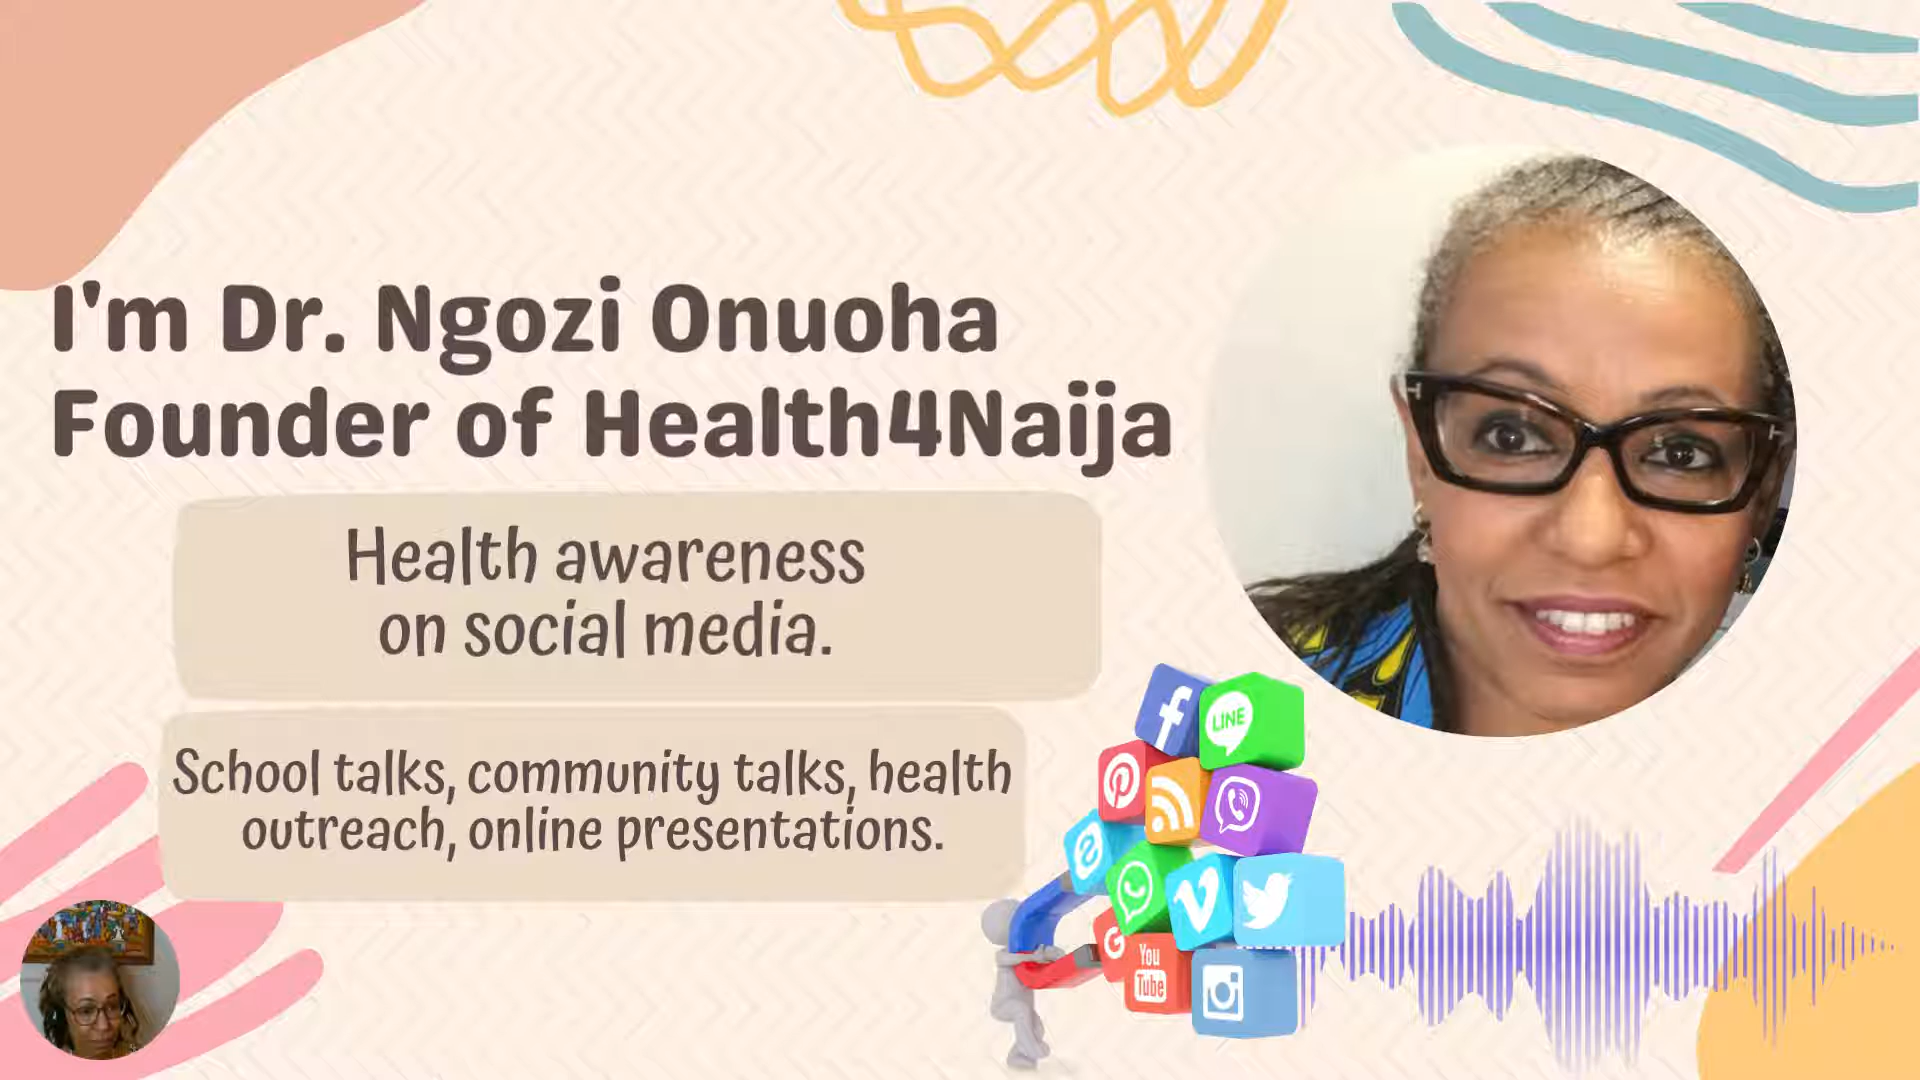 I'm Dr. Ngozi Onuoha
Founder of Health4Naija
Health awareness
on social media.
School talks, community talks, health
outreach, online presentations.
LINE
You
Tube